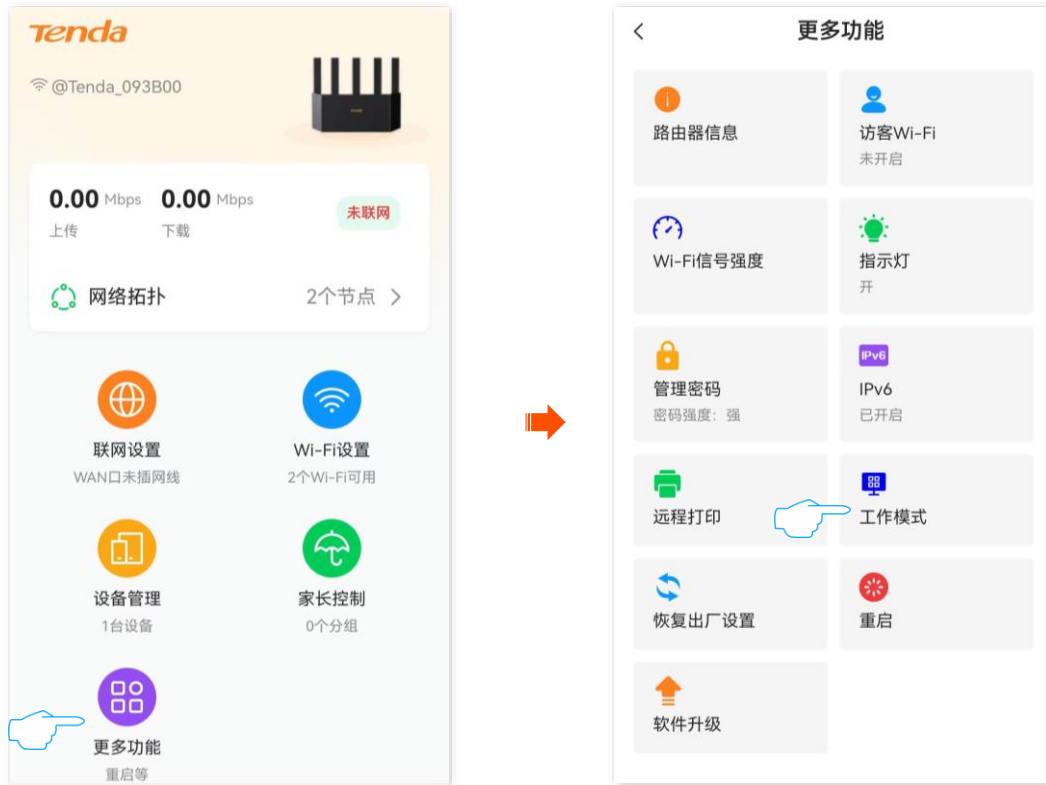 Tenda
@Tenda_093B00
0.00 Mbps 0.00 Mbps
上传 下载
未联网
网络拓扑 2个节点
联网设置 Wi-Fi设置
WAN口未插网线 2个Wi-Fi可用
设备管理 家长控制
1台设备 0个分组
更多功能
重启等
更多功能
路由器信息 访客Wi-Fi
未开启
Wi-Fi信号强度 指示灯
开
IPv6
管理密码 IPv6
密码强度：强 已开启
远程打印 工作模式
恢复出厂设置 重启
软件升级